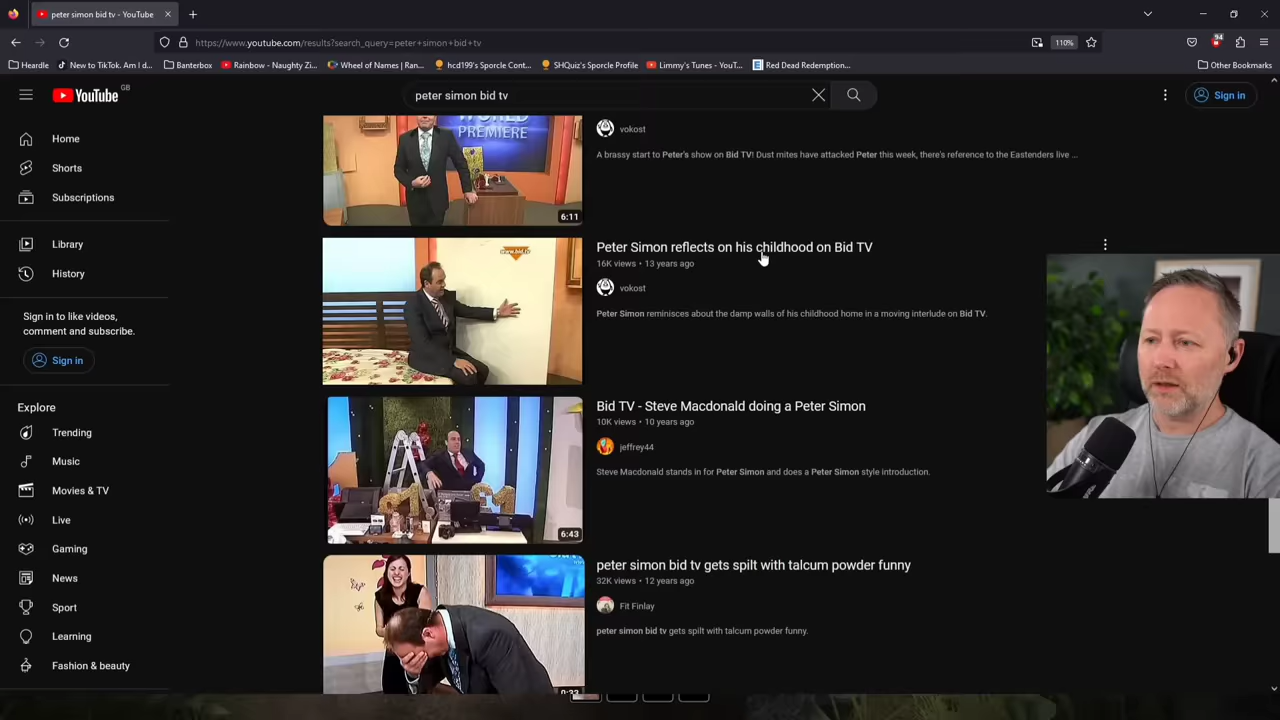 peter simon bid tv - YouTube
https://www.youtube.com/results?search_query=peter+simon+bid+tv
110%
94
Heardle
New to TikTok. Am I d...
Banterbox
Rainbow - Naughty Zi...
Wheel of Names | Ran...
hcd199's Sporcle Cont...
SHQuiz's Sporcle Profile
Limmy's Tunes - YouT...
Red Dead Redemption...
Other Bookmarks
YouTube GB
peter simon bid tv
Sign in
Home
Shorts
Subscriptions
Library
History
Sign in to like videos,
comment and subscribe.
Sign in
Explore
Trending
Music
Movies & TV
Live
Gaming
News
Sport
Learning
Fashion & beauty
WORLD
PREMIERE
6:11
vokost
A brassy start to Peter's show on Bid TV! Dust mites have attacked Peter this week, there's reference to the Eastenders live ...
www.bid.tv
Peter Simon reflects on his childhood on Bid TV
16K views • 13 years ago
vokost
Peter Simon reminisces about the damp walls of his childhood home in a moving interlude on Bid TV.
6:43
Bid TV - Steve Macdonald doing a Peter Simon
10K views • 10 years ago
jeffrey44
Steve Macdonald stands in for Peter Simon and does a Peter Simon style introduction.
0:33
peter simon bid tv gets spilt with talcum powder funny
32K views • 12 years ago
Fit Finlay
peter simon bid tv gets spilt with talcum powder funny.